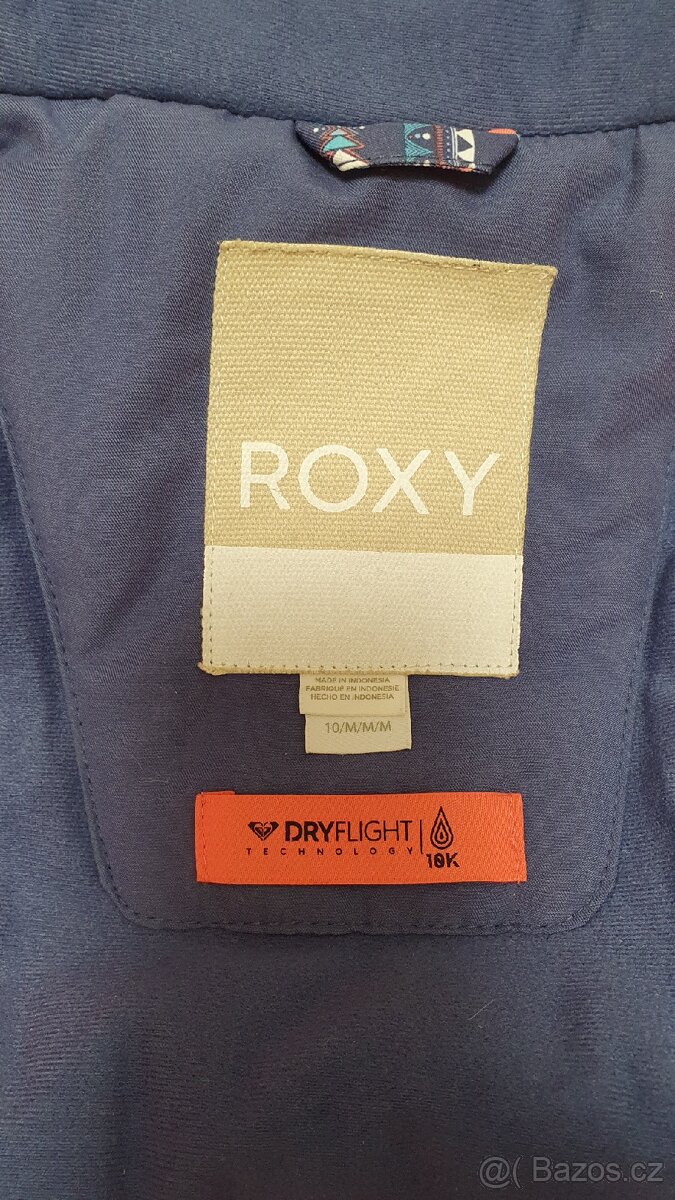 ROXY
MADE IN INDONESIA
FABRIQUE EN INDONESIE
HECHO EN INDONESIA
10/M/M/M
DRYFLIGHT
TECHNOLOGY
10K
@( Bazos.cz